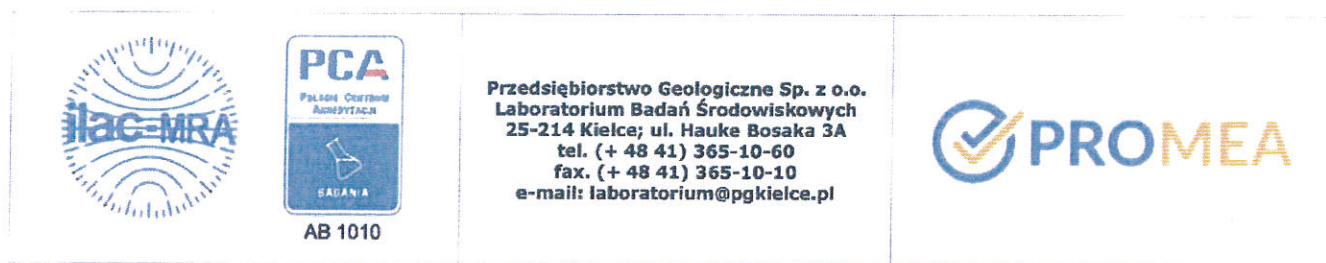 ilac-MRA
PCA
POLSKIE CENTRUM
AKREDYTACJI
BADANIA
AB 1010
Przedsiębiorstwo Geologiczne Sp. z o.o.
Laboratorium Badań Środowiskowych
25-214 Kielce; ul. Hauke Bosaka 3A
tel. (+ 48 41) 365-10-60
fax. (+ 48 41) 365-10-10
e-mail: laboratorium@pgkielce.pl
PROMEA